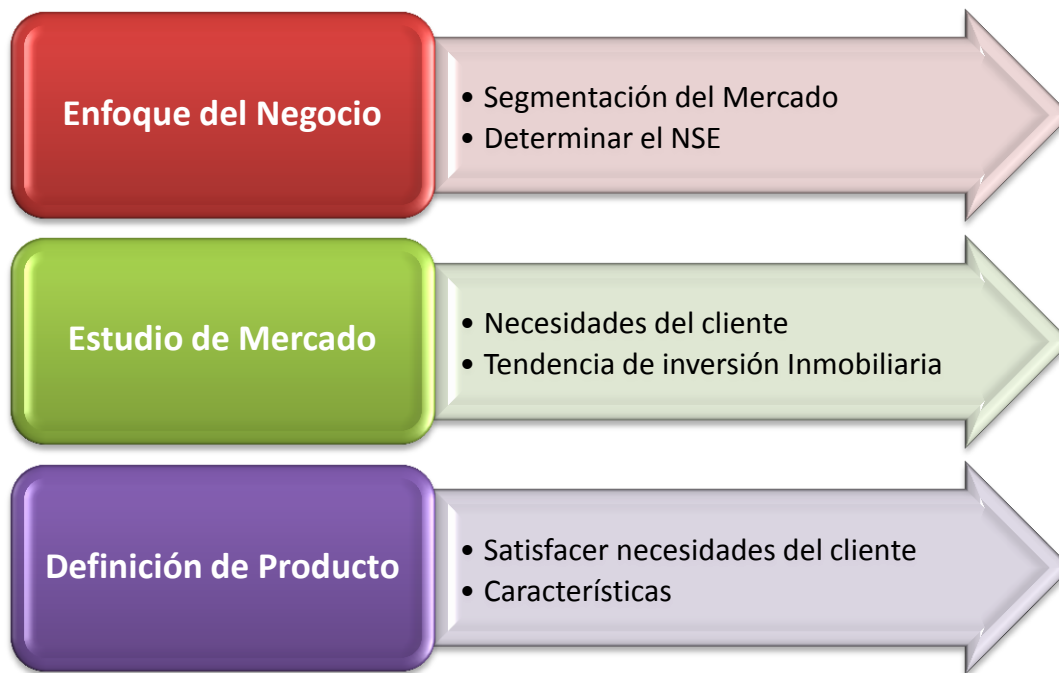 Enfoque del Negocio
• Segmentación del Mercado
• Determinar el NSE
Estudio de Mercado
• Necesidades del cliente
• Tendencia de inversión Inmobiliaria
Definición de Producto
• Satisfacer necesidades del cliente
• Características